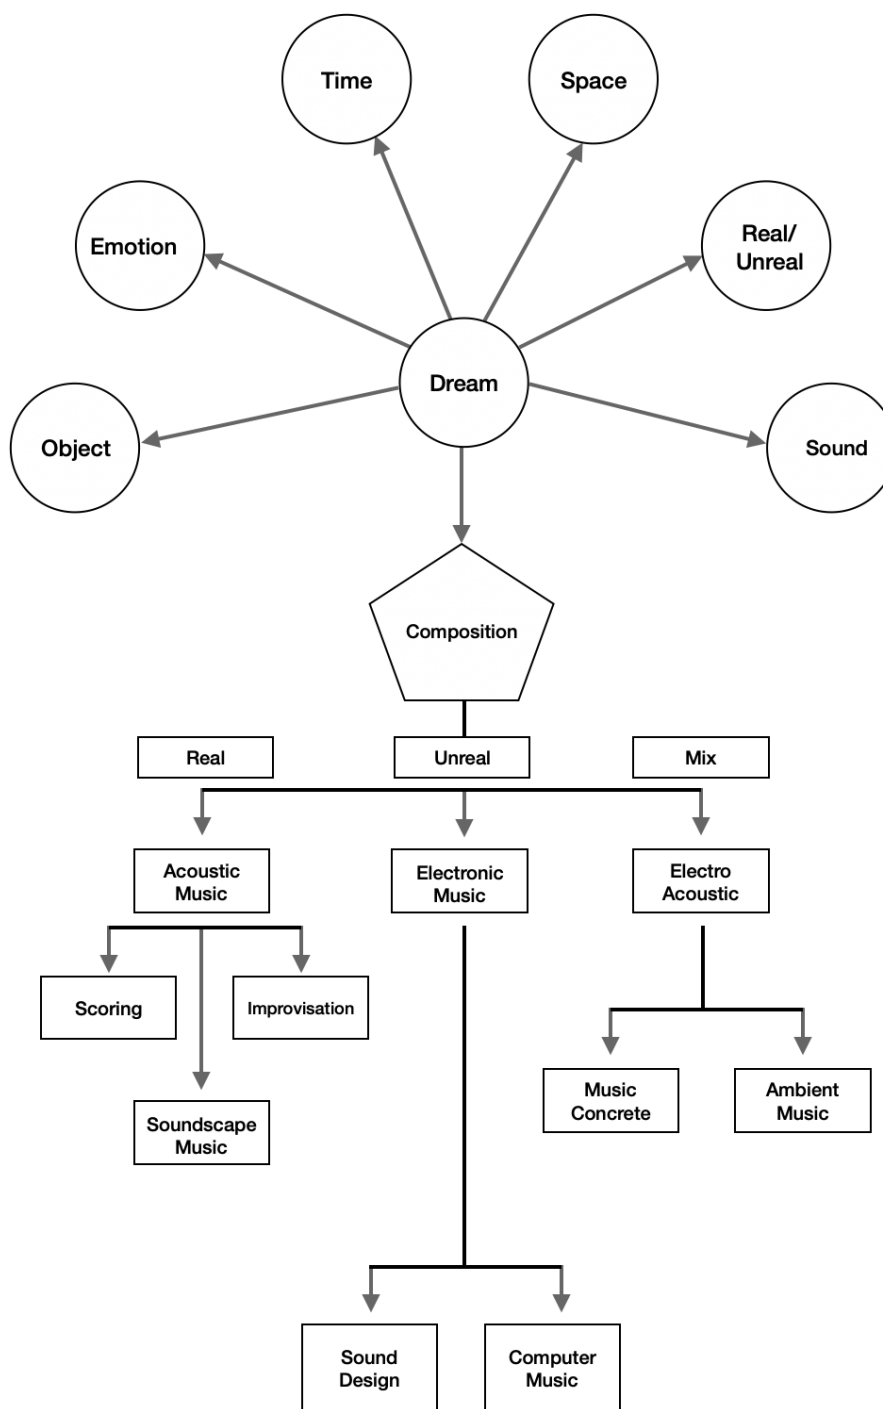 Time
Space
Emotion
Real/
Unreal
Dream
Object
Sound
Composition
Real
Unreal
Mix
Acoustic
Music
Electronic
Music
Electro
Acoustic
Scoring
Improvisation
Soundscape
Music
Music
Concrete
Ambient
Music
Sound
Design
Computer
Music